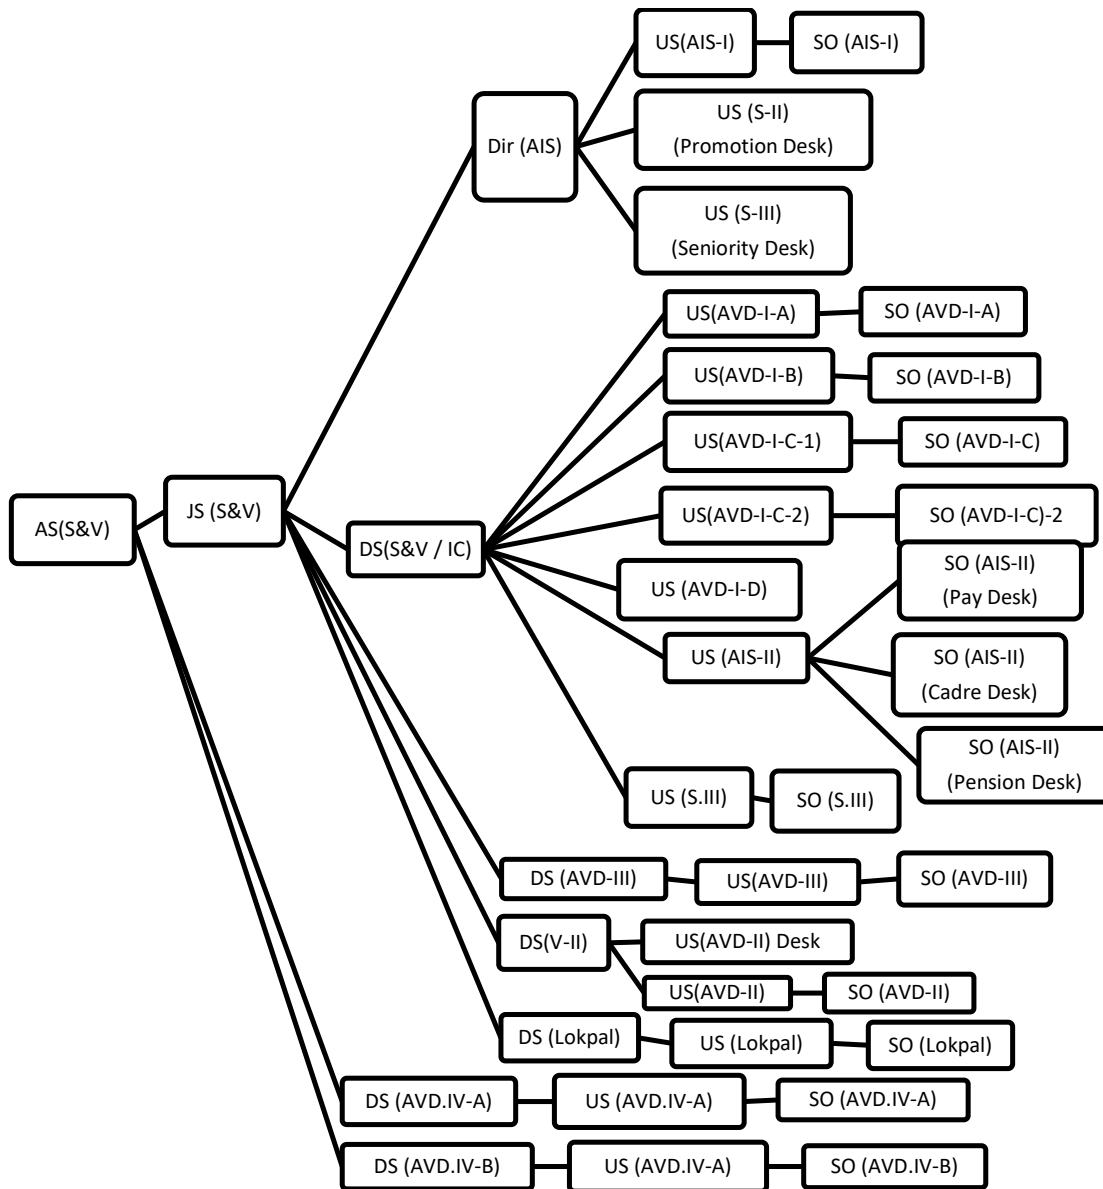 US(AIS-I)
SO (AIS-I)
Dir (AIS)
US (S-II)
(Promotion Desk)
US (S-III)
(Seniority Desk)
US(AVD-I-A)
SO (AVD-I-A)
US(AVD-I-B)
SO (AVD-I-B)
US(AVD-I-C-1)
SO (AVD-I-C)
AS(S&V)
JS (S&V)
DS(S&V / IC)
US(AVD-I-C-2)
SO (AVD-I-C)-2
US (AVD-I-D)
SO (AIS-II)
(Pay Desk)
US (AIS-II)
SO (AIS-II)
(Cadre Desk)
SO (AIS-II)
(Pension Desk)
US (S.III)
SO (S.III)
DS (AVD-III)
US(AVD-III)
SO (AVD-III)
DS(V-II)
US(AVD-II) Desk
US(AVD-II)
SO (AVD-II)
DS (Lokpal)
US (Lokpal)
SO (Lokpal)
DS (AVD.IV-A)
US (AVD.IV-A)
SO (AVD.IV-A)
DS (AVD.IV-B)
US (AVD.IV-A)
SO (AVD.IV-B)